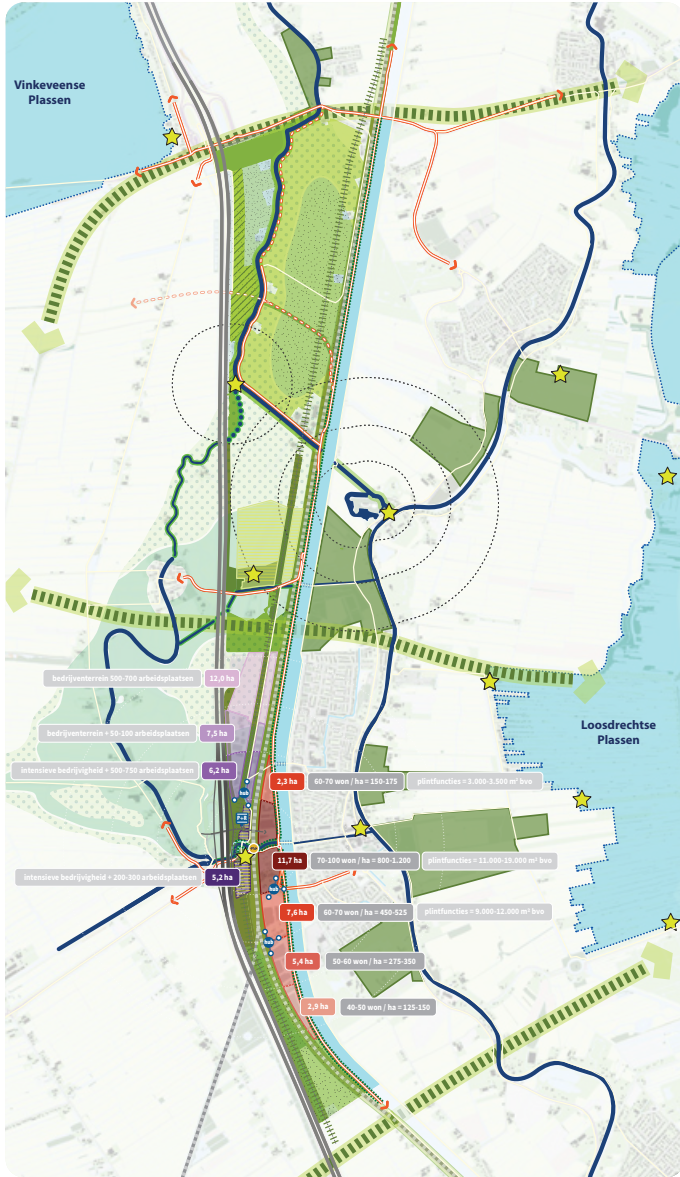 Vinkeveense
Plassen
bedrijventerrein 500-700 arbeidsplaatsen 12,0 ha
Loosdrechtse
Plassen
bedrijventerrein + 50-100 arbeidsplaatsen 7,5 ha
intensieve bedrijvigheid + 500-750 arbeidsplaatsen 6,2 ha
2,3 ha 60-70 won / ha = 150-175 plintfuncties = 3.000-3.500 m² bvo
hub
P+R
11,7 ha 70-100 won / ha = 800-1.200 plintfuncties = 11.000-19.000 m² bvo
intensieve bedrijvigheid + 200-300 arbeidsplaatsen 5,2 ha
hub
7,6 ha 60-70 won / ha = 450-525 plintfuncties = 9.000-12.000 m² bvo
hub
5,4 ha 50-60 won / ha = 275-350
2,9 ha 40-50 won / ha = 125-150